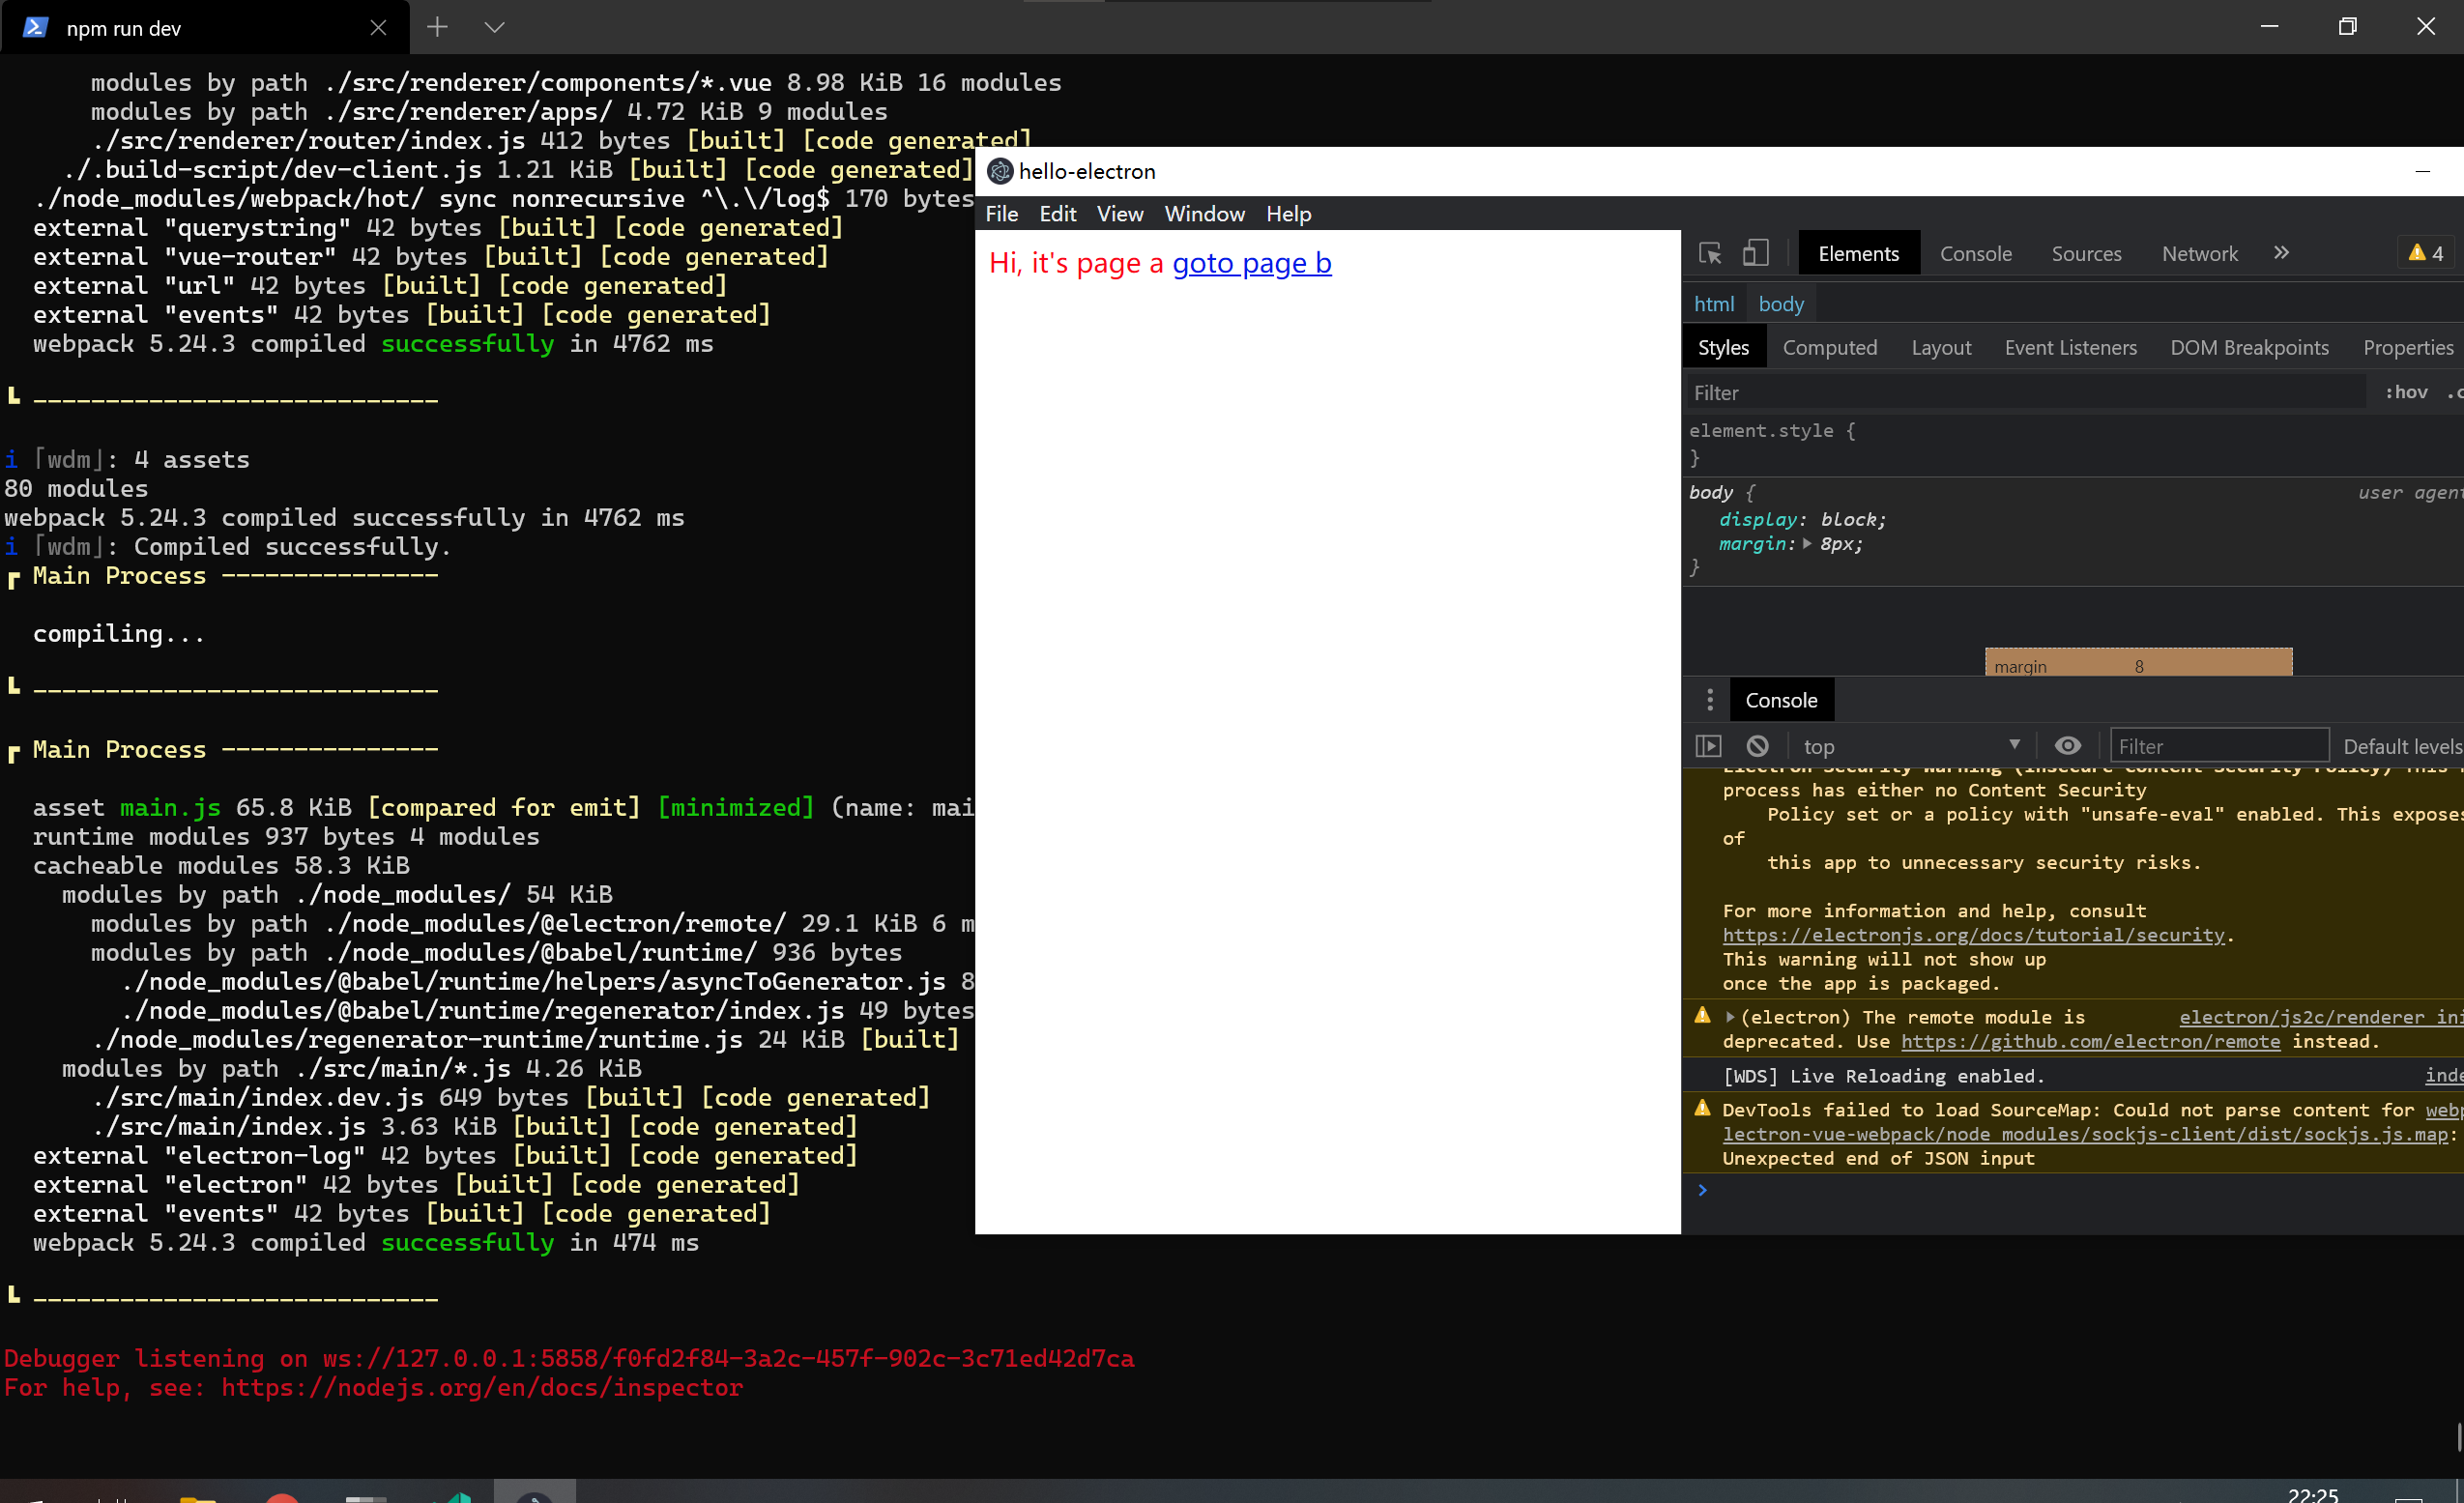 npm run dev
modules by path ./src/renderer/components/*.vue 8.98 KiB 16 modules
modules by path ./src/renderer/apps/ 4.72 KiB 9 modules
./src/renderer/router/index.js 412 bytes [built] [code generated]
./.build-script/dev-client.js 1.21 KiB [built] [code generated]
./node_modules/webpack/hot/ sync nonrecursive ^\.\/log$ 170 bytes
external "querystring" 42 bytes [built] [code generated]
external "vue-router" 42 bytes [built] [code generated]
external "url" 42 bytes [built] [code generated]
external "events" 42 bytes [built] [code generated]
webpack 5.24.3 compiled successfully in 4762 ms
┗ ----------------------------
i ｢wdm｣: 4 assets
80 modules
webpack 5.24.3 compiled successfully in 4762 ms
i ｢wdm｣: Compiled successfully.
┏ Main Process ---------------
compiling...
┗ ----------------------------
┏ Main Process ---------------
asset main.js 65.8 KiB [compared for emit] [minimized] (name: mai
runtime modules 937 bytes 4 modules
cacheable modules 58.3 KiB
modules by path ./node_modules/ 54 KiB
modules by path ./node_modules/@electron/remote/ 29.1 KiB 6 m
modules by path ./node_modules/@babel/runtime/ 936 bytes
./node_modules/@babel/runtime/helpers/asyncToGenerator.js 8
./node_modules/@babel/runtime/regenerator/index.js 49 bytes
./node_modules/regenerator-runtime/runtime.js 24 KiB [built]
modules by path ./src/main/*.js 4.26 KiB
./src/main/index.dev.js 649 bytes [built] [code generated]
./src/main/index.js 3.63 KiB [built] [code generated]
external "electron-log" 42 bytes [built] [code generated]
external "electron" 42 bytes [built] [code generated]
external "events" 42 bytes [built] [code generated]
webpack 5.24.3 compiled successfully in 474 ms
┗ ----------------------------
Debugger listening on ws://127.0.0.1:5858/f0fd2f84-3a2c-457f-902c-3c71ed42d7ca
For help, see: https://nodejs.org/en/docs/inspector
hello-electron
File Edit View Window Help
Hi, it's page a goto page b
Elements Console Sources Network » 4
html body
Styles Computed Layout Event Listeners DOM Breakpoints Properties
Filter :hov .c
element.style {
}
body { user agent
display: block;
margin: 8px;
}
margin 8
Console
top Filter Default levels
Electron Security Warning (Insecure Content-Security-Policy) This
process has either no Content Security
Policy set or a policy with "unsafe-eval" enabled. This exposes
of
this app to unnecessary security risks.
For more information and help, consult
https://electronjs.org/docs/tutorial/security.
This warning will not show up
once the app is packaged.
(electron) The remote module is electron/js2c/renderer_ini
deprecated. Use https://github.com/electron/remote instead.
[WDS] Live Reloading enabled. inde
DevTools failed to load SourceMap: Could not parse content for webp
lectron-vue-webpack/node_modules/sockjs-client/dist/sockjs.js.map:
Unexpected end of JSON input
22:25